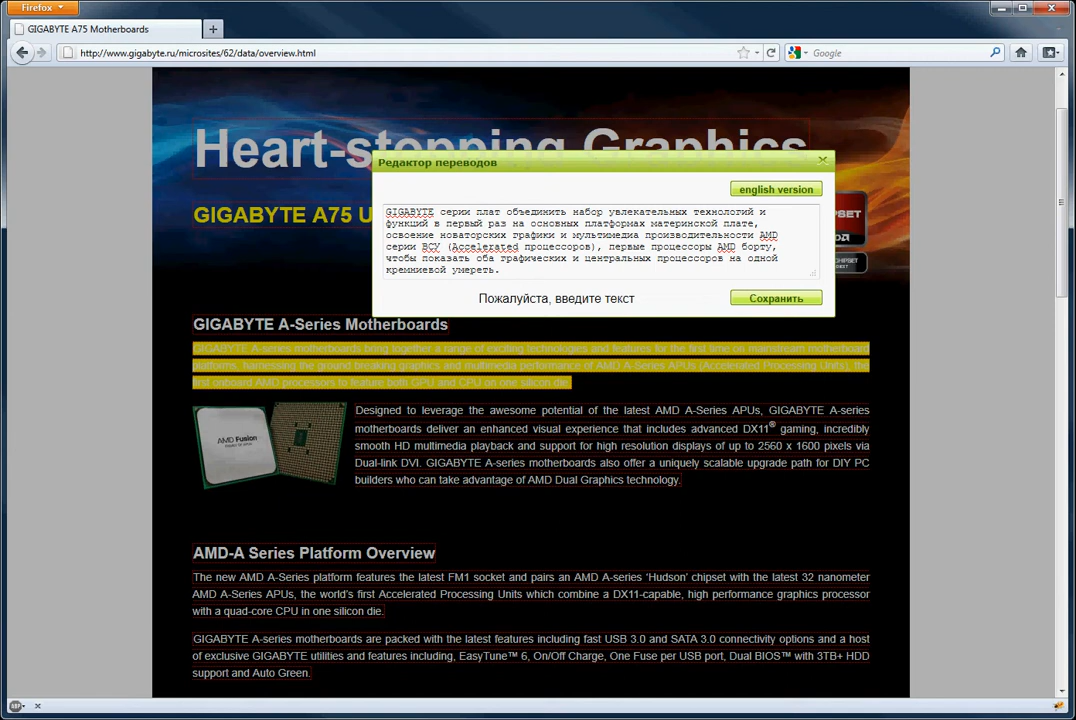 Firefox
GIGABYTE A75 Motherboards
http://www.gigabyte.ru/microsites/62/data/overview.html
Google
Heart-stopping Graphics
Редактор переводов
english version
GIGABYTE A75 U
GIGABYTE серии плат объединить набор увлекательных технологий и
функций в первый раз на основных платформах материнской плате,
освоение новаторских графики и мультимедиа производительности AMD
серии ВСУ (Accelerated процессоров), первые процессоры AMD борту,
чтобы показать оба графических и центральных процессоров на одной
кремниевой умереть.
Пожалуйста, введите текст
Сохранить
GIGABYTE A-Series Motherboards
GIGABYTE A-series motherboards bring together a range of exciting technologies and features for the first time on mainstream motherboard
platforms, harnessing the ground breaking graphics and multimedia performance of AMD A-Series APUs (Accelerated Processing Units), the
first onboard AMD processors to feature both GPU and CPU on one silicon die.
AMD Fusion
Designed to leverage the awesome potential of the latest AMD A-Series APUs, GIGABYTE A-series
motherboards deliver an enhanced visual experience that includes advanced DX11® gaming, incredibly
smooth HD multimedia playback and support for high resolution displays of up to 2560 x 1600 pixels via
Dual-link DVI. GIGABYTE A-series motherboards also offer a uniquely scalable upgrade path for DIY PC
builders who can take advantage of AMD Dual Graphics technology.
AMD-A Series Platform Overview
The new AMD A-Series platform features the latest FM1 socket and pairs an AMD A-series ‘Hudson’ chipset with the latest 32 nanometer
AMD A-Series APUs, the world's first Accelerated Processing Units which combine a DX11-capable, high performance graphics processor
with a quad-core CPU in one silicon die.
GIGABYTE A-series motherboards are packed with the latest features including fast USB 3.0 and SATA 3.0 connectivity options and a host
of exclusive GIGABYTE utilities and features including, EasyTune™ 6, On/Off Charge, One Fuse per USB port, Dual BIOS™ with 3TB+ HDD
support and Auto Green.